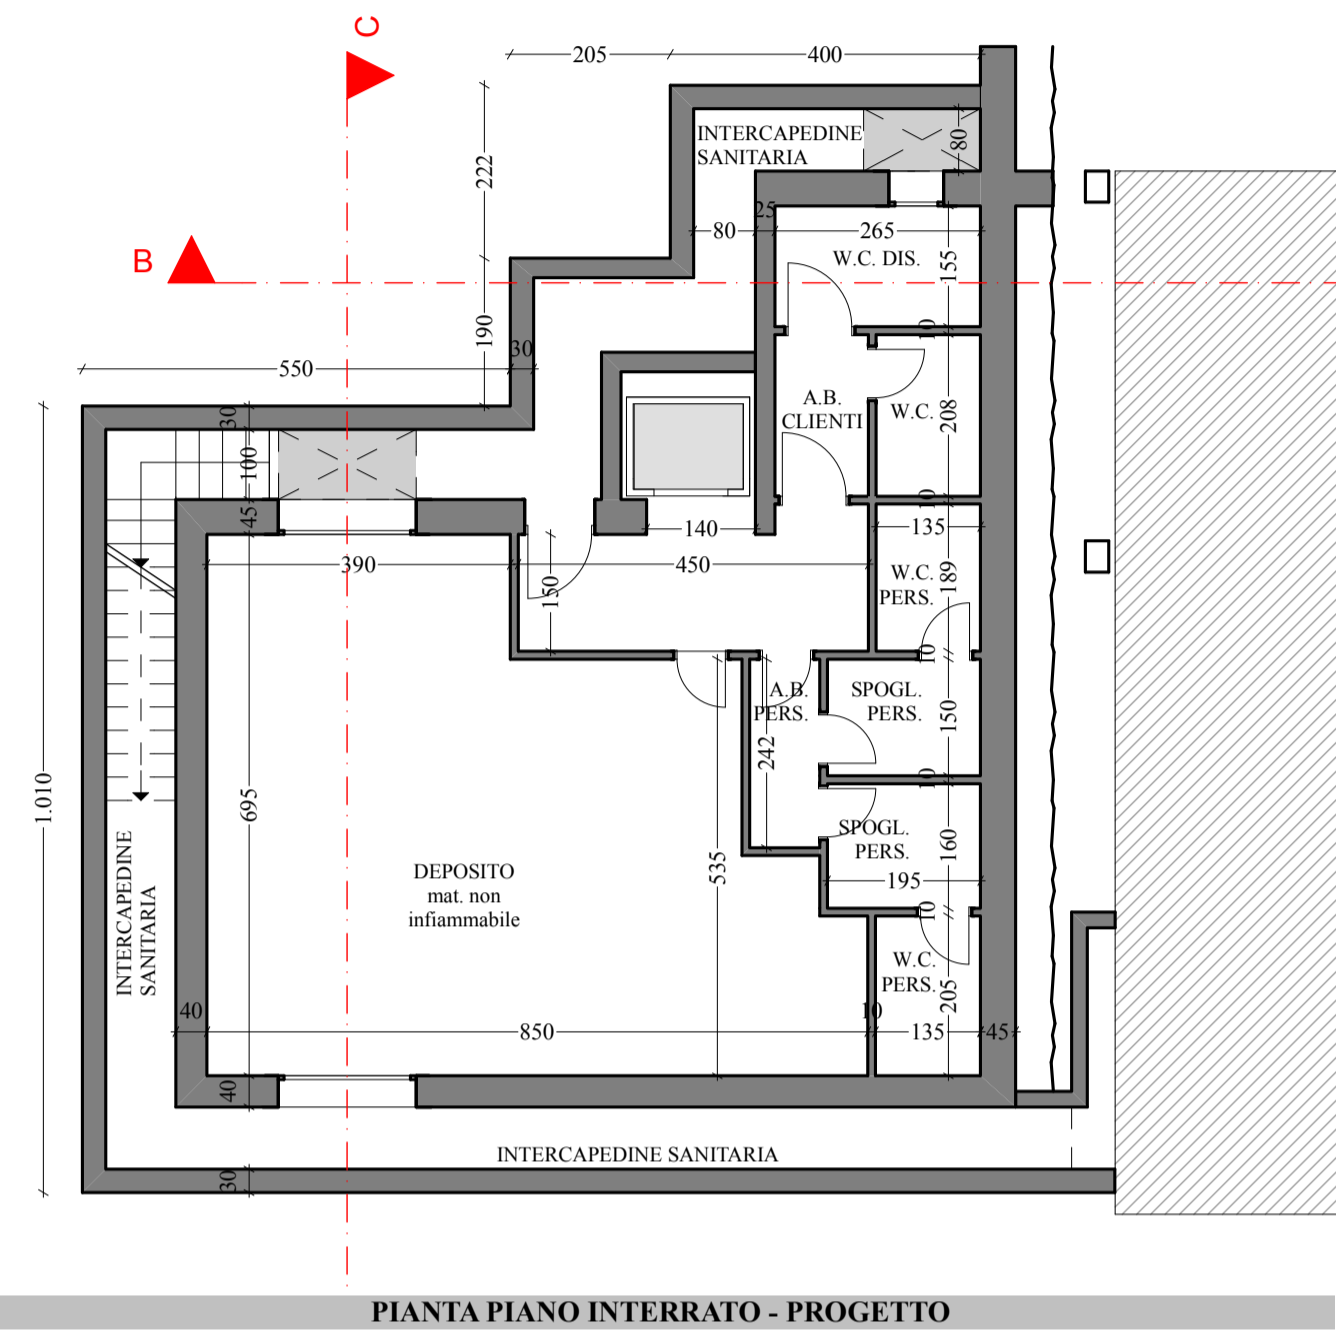 C
205
400
INTERCAPEDINE
SANITARIA
80
222
25
80
265
W.C. DIS.
155
B
190
30
10
550
A.B.
CLIENTI
W.C.
208
30
100
45
10
140
135
390
450
150
W.C.
PERS.
189
10
A.B.
PERS.
SPOGL.
PERS.
150
242
10
1.010
695
SPOGL.
PERS.
160
535
195
DEPOSITO
mat. non
infiammabile
10
INTERCAPEDINE
SANITARIA
W.C.
PERS.
205
40
10
850
135
45
40
INTERCAPEDINE SANITARIA
30
PIANTA PIANO INTERRATO - PROGETTO